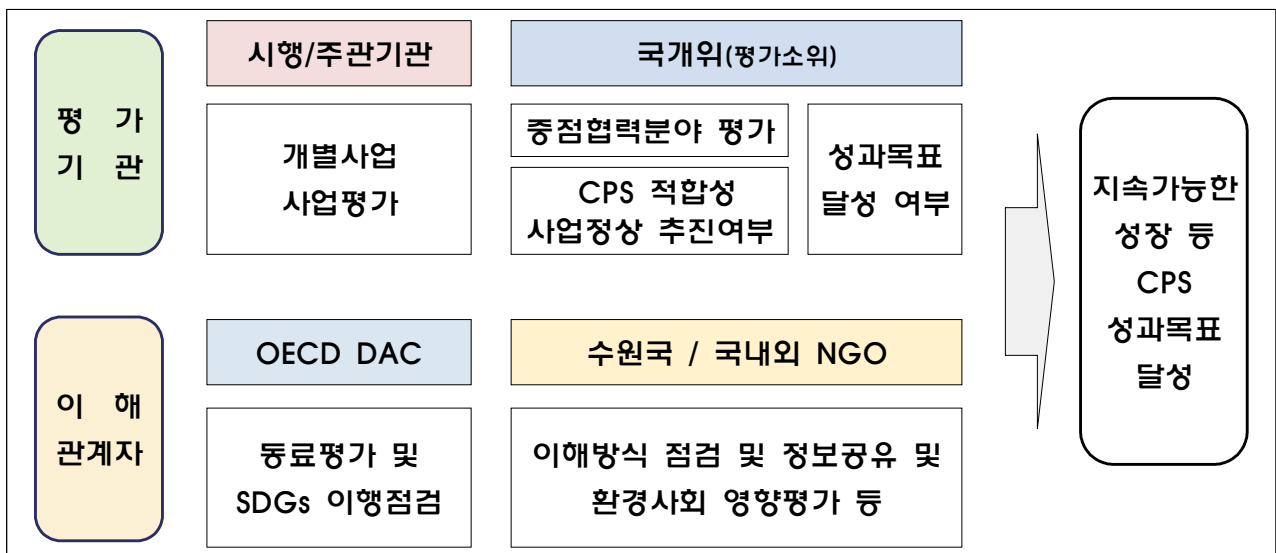 평 가
기 관
시행/주관기관
국개위(평가소위)
개별사업
사업평가
중점협력분야 평가
CPS 적합성
사업정상 추진여부
성과목표
달성 여부
이 해
관계자
OECD DAC
수원국 / 국내외 NGO
동료평가 및
SDGs 이행점검
이해방식 점검 및 정보공유 및
환경사회 영향평가 등
지속가능한
성장 등
CPS
성과목표
달성